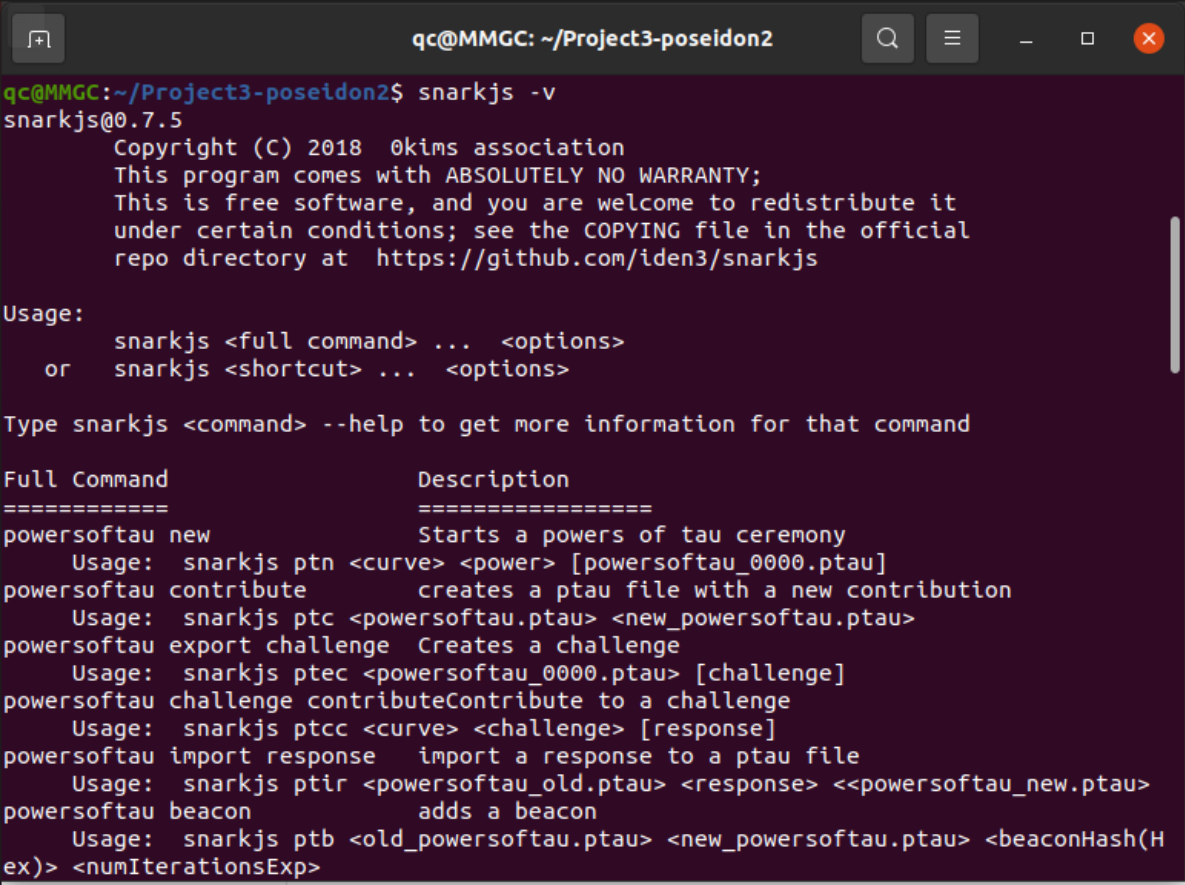 qc@MMGC: ~/Project3-poseidon2
qc@MMGC:~/Project3-poseidon2$ snarkjs -v
snarkjs@0.7.5
        Copyright (C) 2018  0kims association
        This program comes with ABSOLUTELY NO WARRANTY;
        This is free software, and you are welcome to redistribute it
        under certain conditions; see the COPYING file in the official
        repo directory at  https://github.com/iden3/snarkjs

Usage:
        snarkjs <full command> ...  <options>
   or   snarkjs <shortcut> ...  <options>

Type snarkjs <command> --help to get more information for that command

Full Command                  Description
============                  =================
powersoftau new               Starts a powers of tau ceremony
     Usage:  snarkjs ptn <curve> <power> [powersoftau_0000.ptau]
powersoftau contribute        creates a ptau file with a new contribution
     Usage:  snarkjs ptc <powersoftau.ptau> <new_powersoftau.ptau>
powersoftau export challenge  Creates a challenge
     Usage:  snarkjs ptec <powersoftau_0000.ptau> [challenge]
powersoftau challenge contributeContribute to a challenge
     Usage:  snarkjs ptcc <curve> <challenge> [response]
powersoftau import response   import a response to a ptau file
     Usage:  snarkjs ptir <powersoftau_old.ptau> <response> <<powersoftau_new.ptau>
powersoftau beacon            adds a beacon
     Usage:  snarkjs ptb <old_powersoftau.ptau> <new_powersoftau.ptau> <beaconHash(H
ex)> <numIterationsExp>